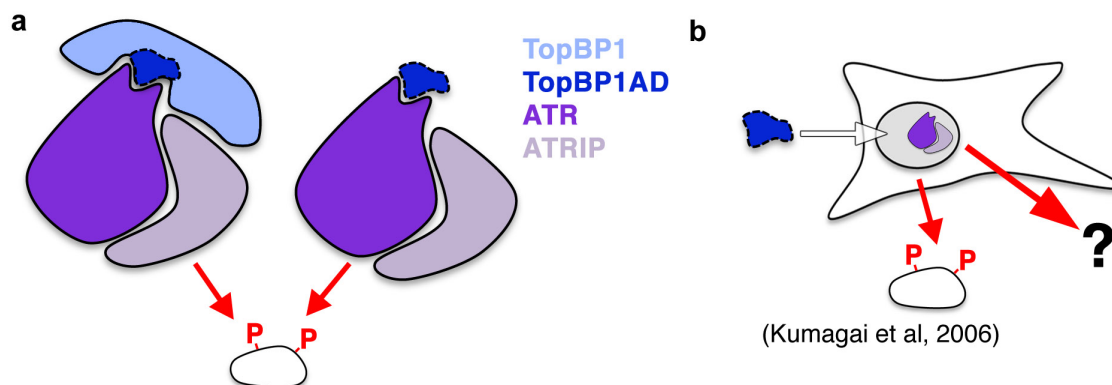 a
TopBP1
TopBP1AD
ATR
ATRIP
P P
b
P P
?
(Kumagai et al, 2006)